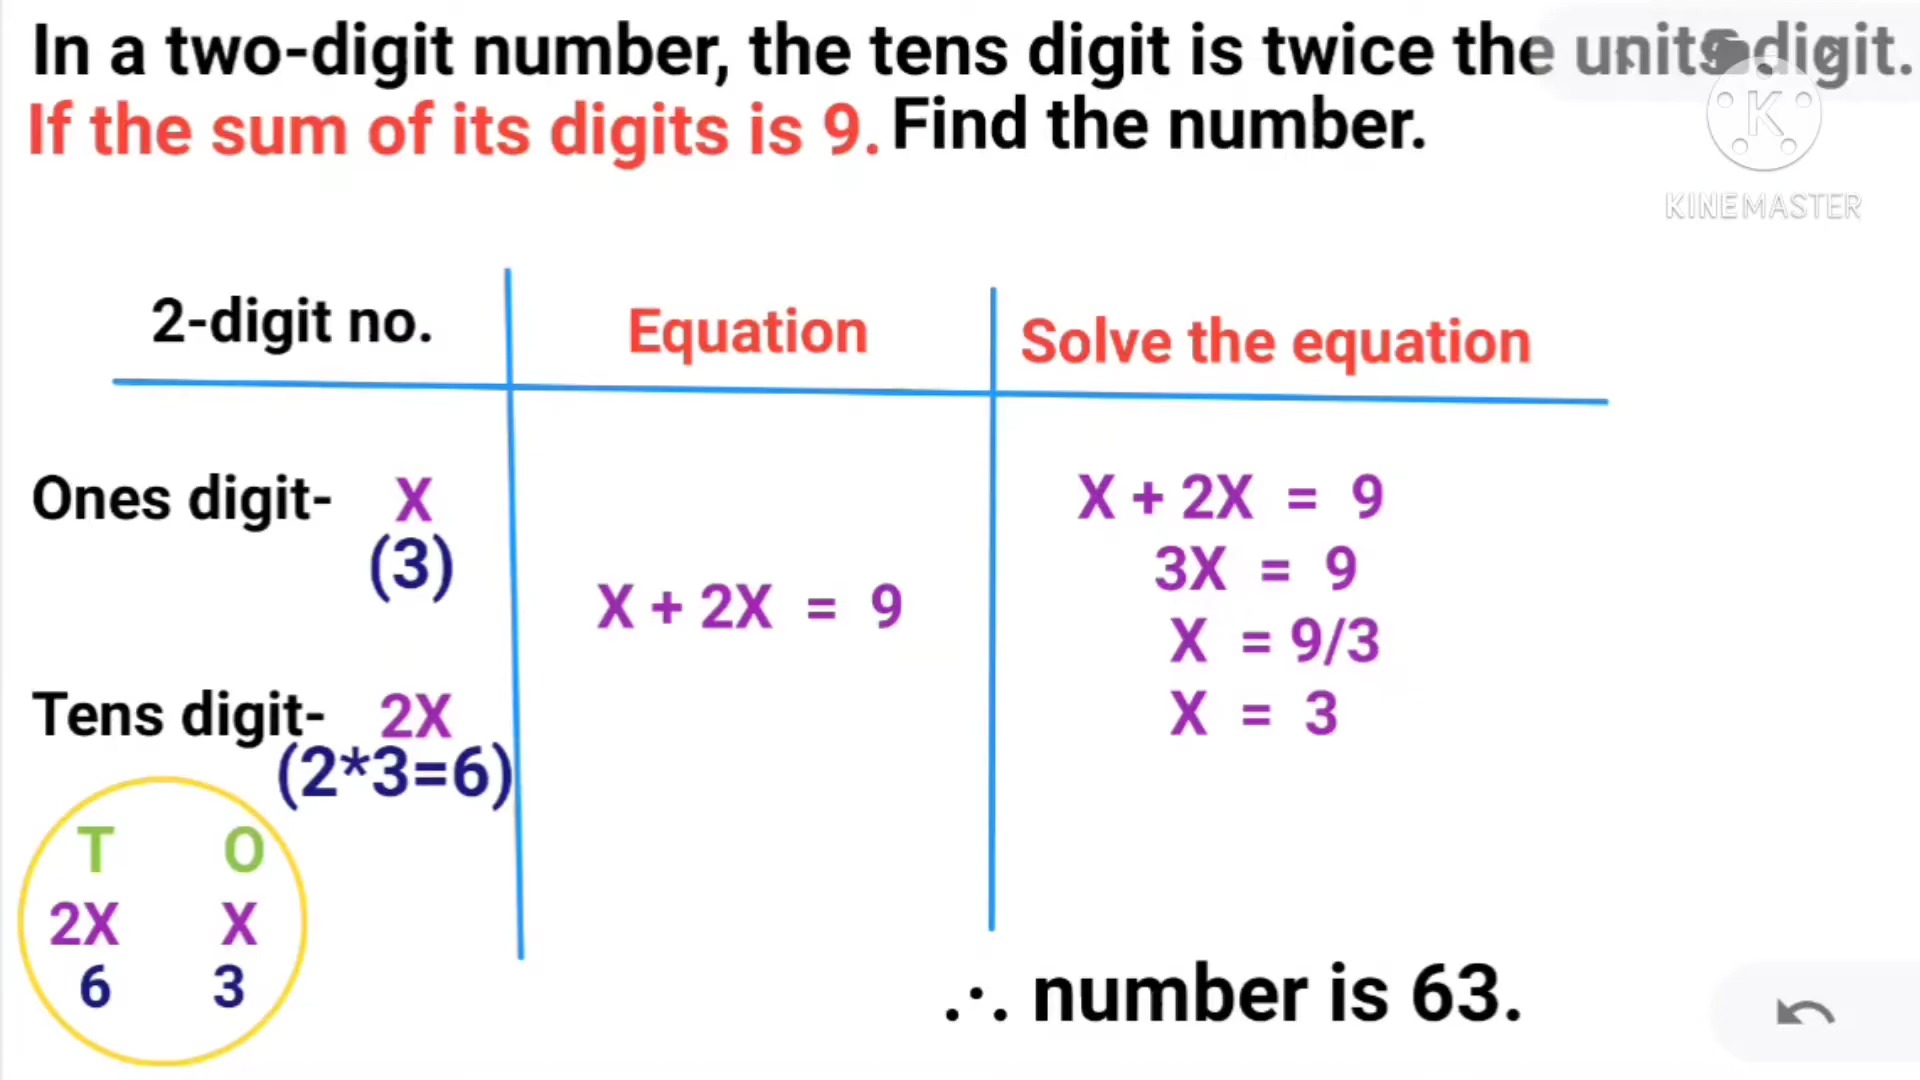 In a two-digit number, the tens digit is twice the units digit.
If the sum of its digits is 9. Find the number.
KINEMASTER
2-digit no.
Equation
Solve the equation
Ones digit- X
(3)
X + 2X = 9
Tens digit- 2X
(2*3=6)
X + 2X = 9
3X = 9
X = 9/3
X = 3
T O
2X X
6 3
∴ number is 63.